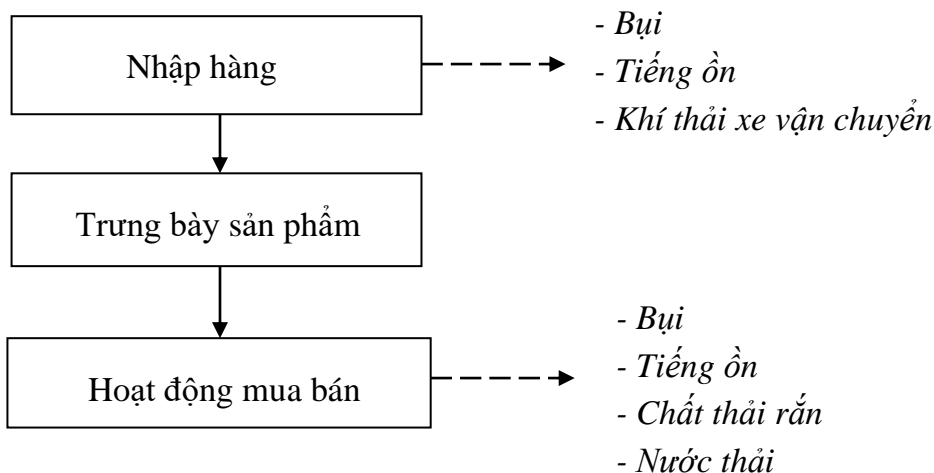 Nhập hàng
- Bụi
- Tiếng ồn
- Khí thải xe vận chuyển
Trưng bày sản phẩm
Hoạt động mua bán
- Bụi
- Tiếng ồn
- Chất thải rắn
- Nước thải